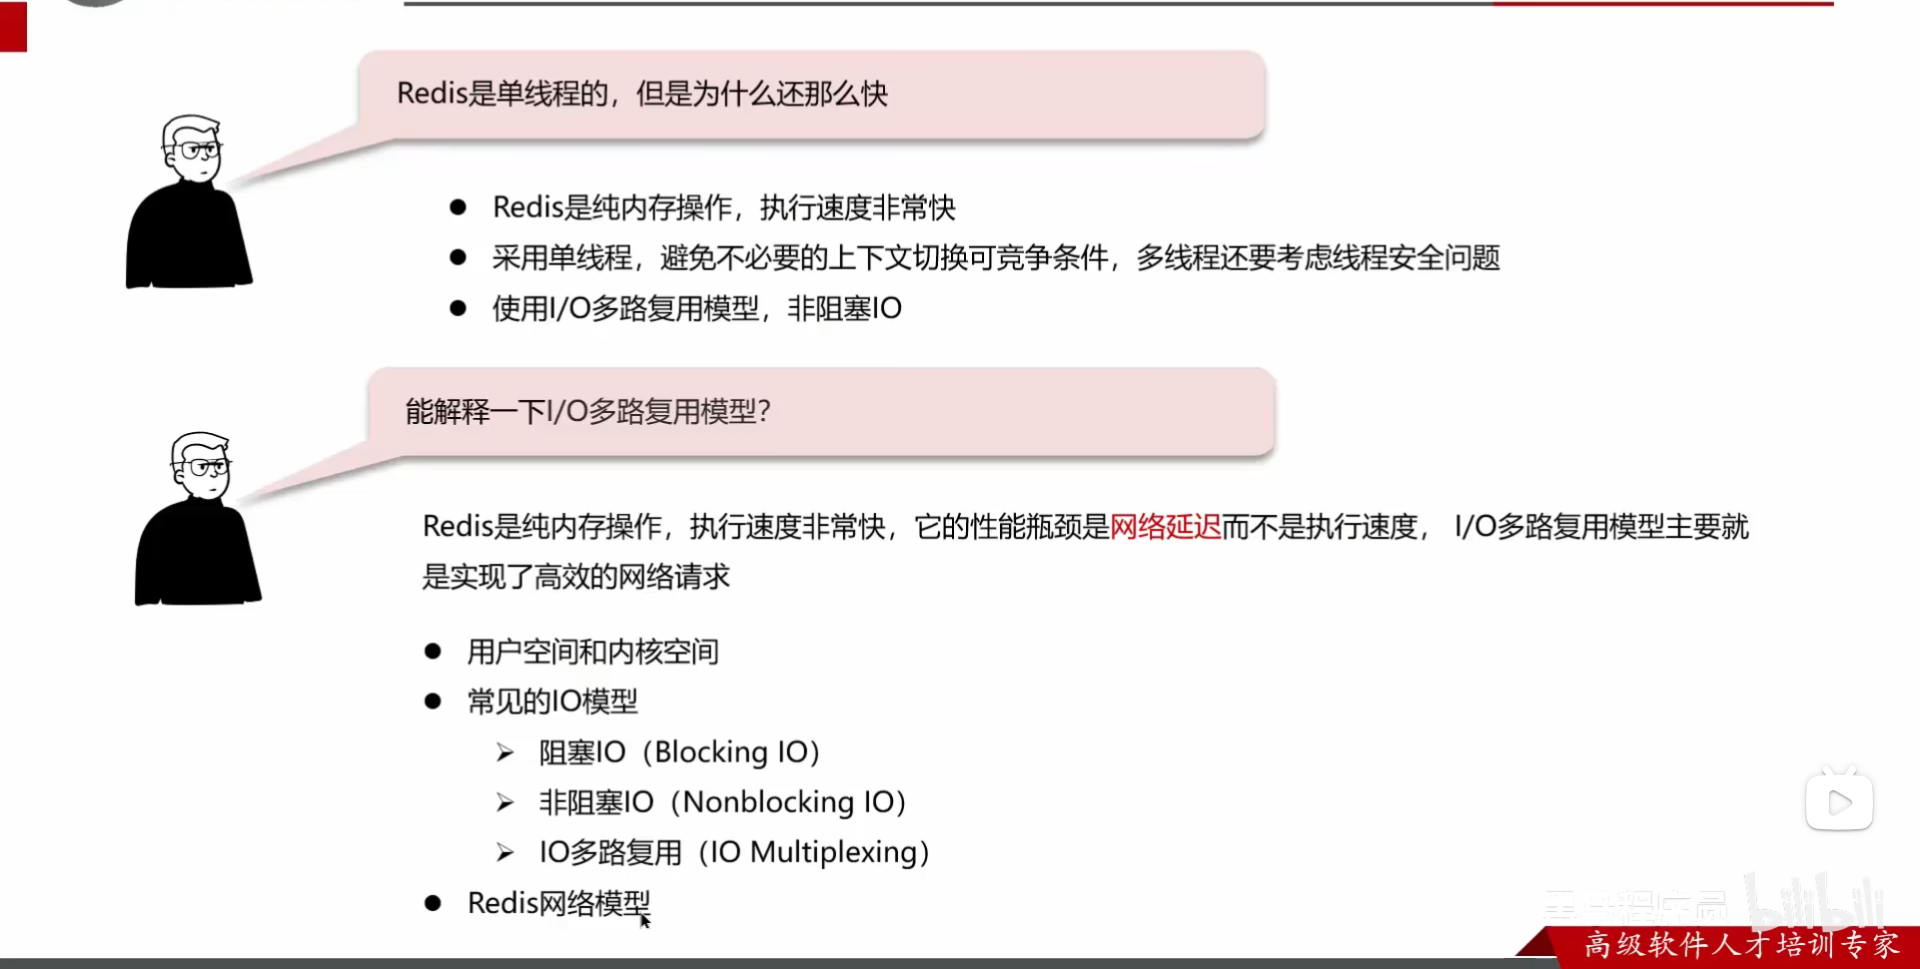 Redis是单线程的，但是为什么还那么快
● Redis是纯内存操作，执行速度非常快
● 采用单线程，避免不必要的上下文切换可竞争条件，多线程还要考虑线程安全问题
● 使用I/O多路复用模型，非阻塞IO
能解释一下I/O多路复用模型？
Redis是纯内存操作，执行速度非常快，它的性能瓶颈是网络延迟而不是执行速度， I/O多路复用模型主要就
是实现了高效的网络请求
● 用户空间和内核空间
● 常见的IO模型
➢ 阻塞IO（Blocking IO）
➢ 非阻塞IO（Nonblocking IO）
➢ IO多路复用（IO Multiplexing）
● Redis网络模型
黑马程序员
bilibili
高级软件人才培训专家